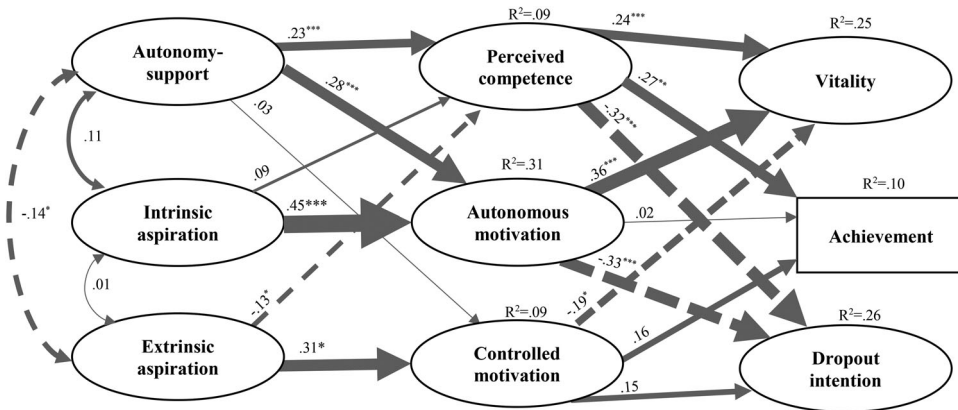 R²=.09
R²=.25
.23***
.24***
Autonomy-
support
Perceived
competence
Vitality
.28***
.27**
.03
-.32***
.11
R²=.31
.36***
R²=.10
.09
.45***
Intrinsic
aspiration
Autonomous
motivation
.02
Achievement
-.14*
-.33***
.01
-.13*
-.19*
R²=.09
R²=.26
.31*
.16
Extrinsic
aspiration
Controlled
motivation
.15
Dropout
intention